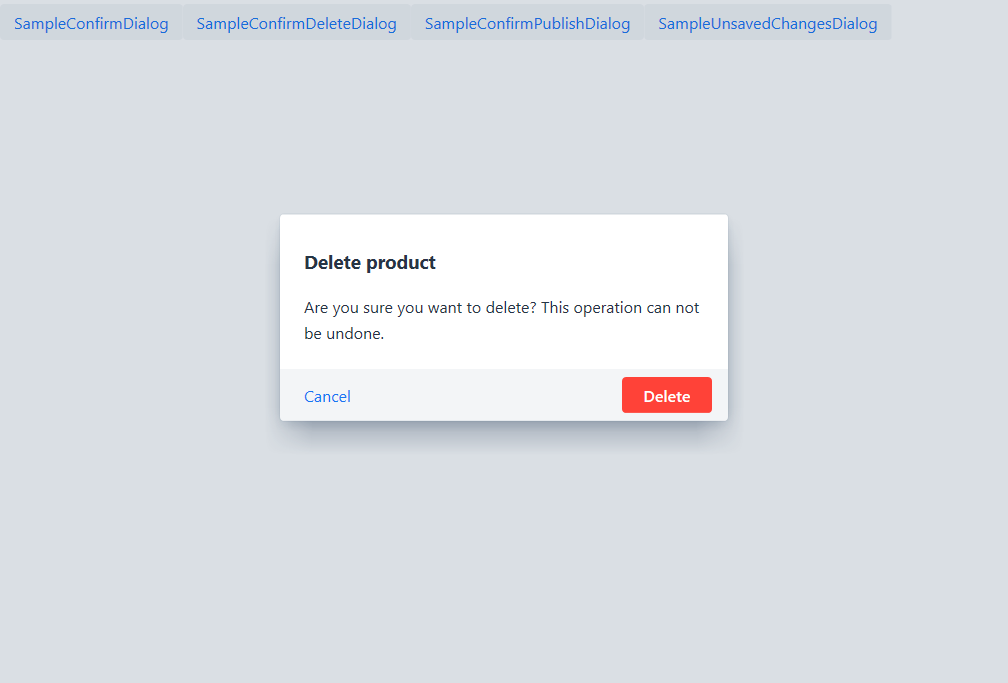 SampleConfirmDialog SampleConfirmDeleteDialog SampleConfirmPublishDialog SampleUnsavedChangesDialog
Delete product
Are you sure you want to delete? This operation can not
be undone.
Cancel Delete